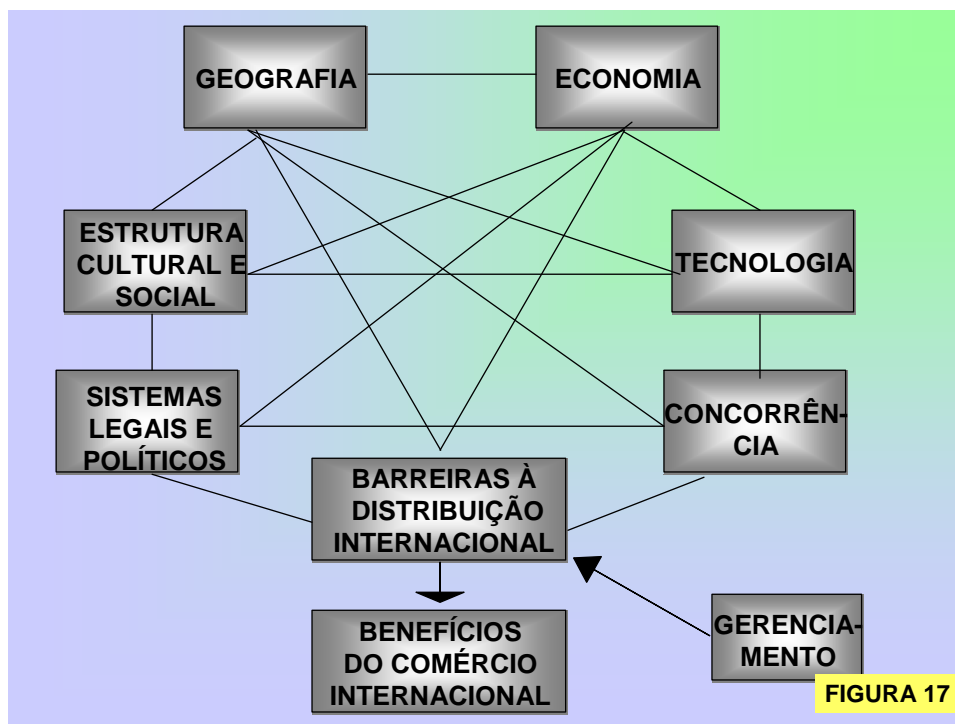 GEOGRAFIA
ECONOMIA
ESTRUTURA
CULTURAL E
SOCIAL
TECNOLOGIA
SISTEMAS
LEGAIS E
POLÍTICOS
CONCORRÊN-
CIA
BARREIRAS À
DISTRIBUIÇÃO
INTERNACIONAL
BENEFÍCIOS
DO COMÉRCIO
INTERNACIONAL
GERENCIA-
MENTO
FIGURA 17